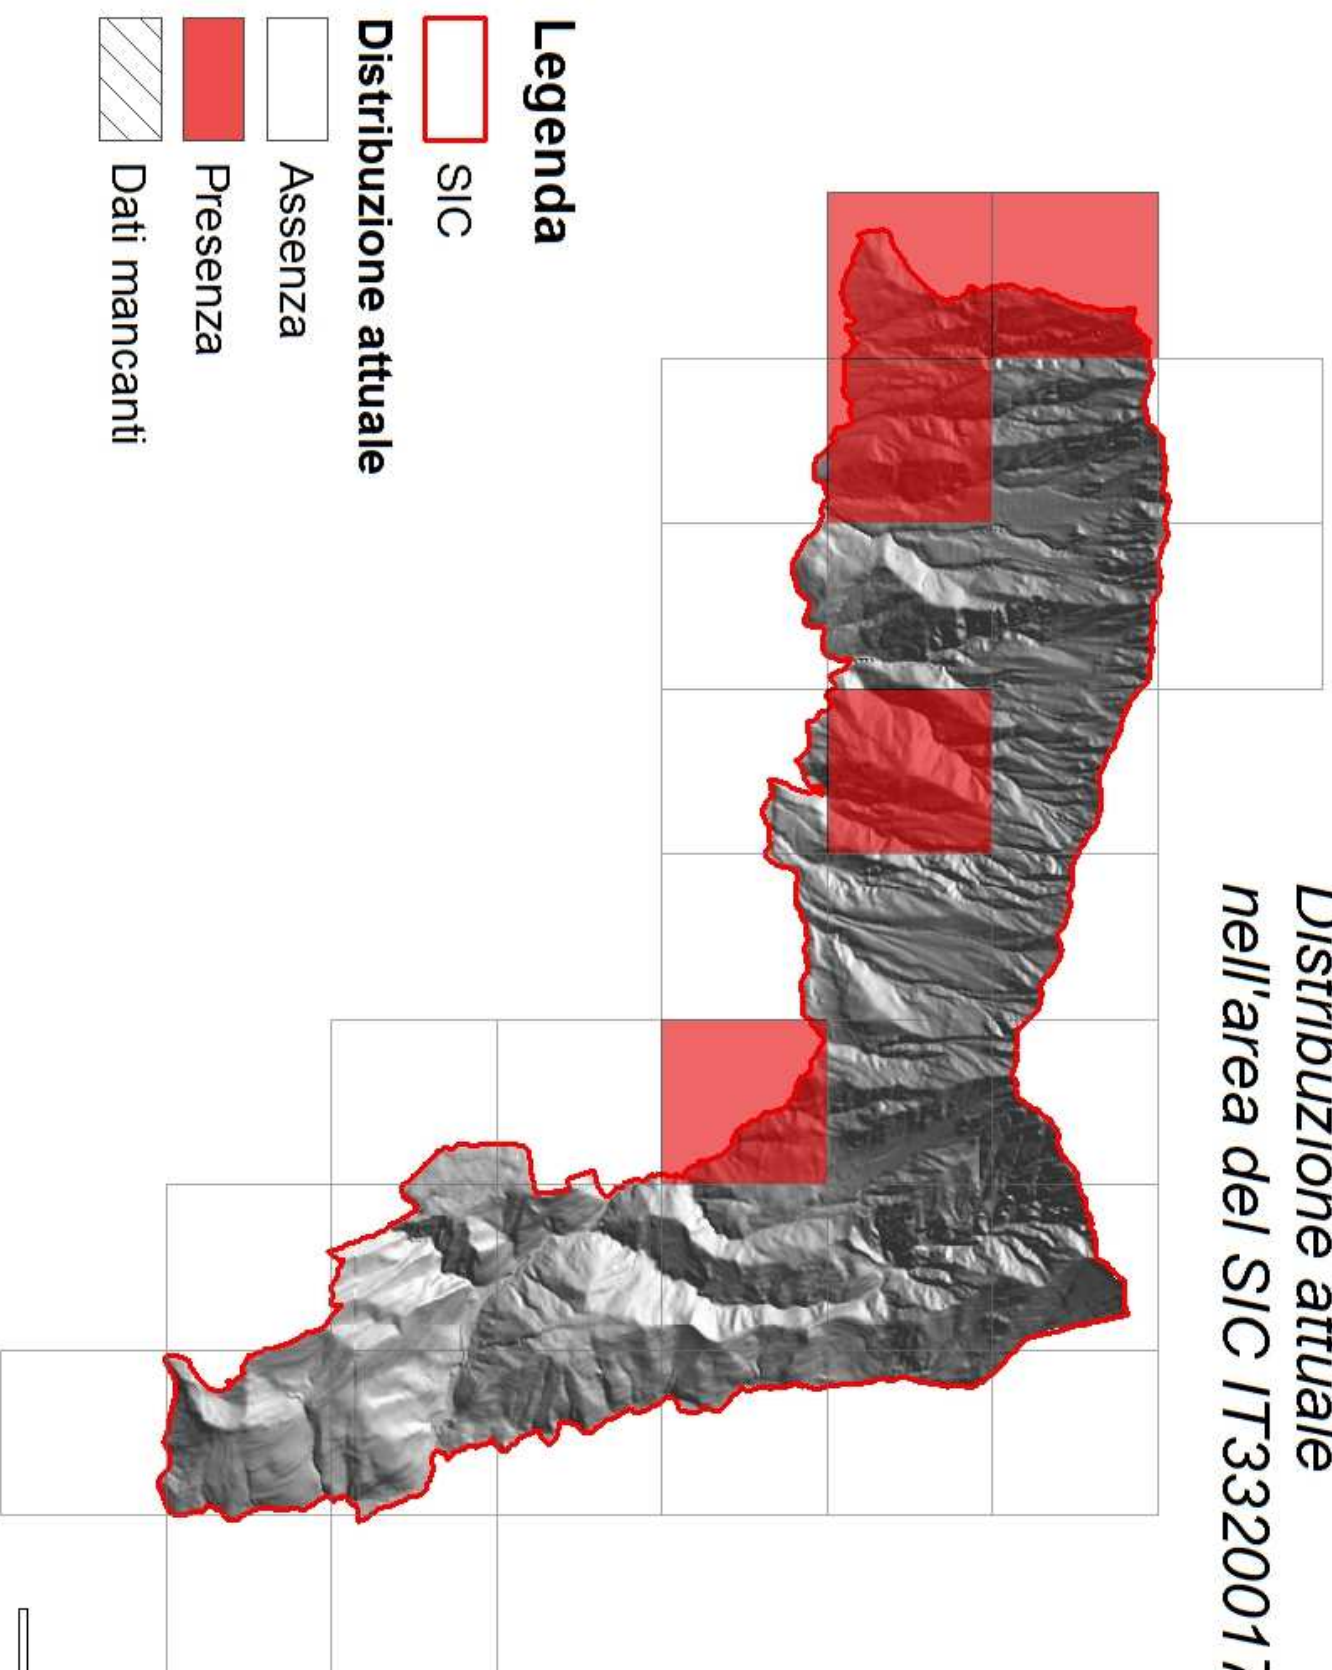 Distribuzione attuale
nell'area del SIC IT332001
Legenda
SIC
Distribuzione attuale
Assenza
Presenza
Dati mancanti